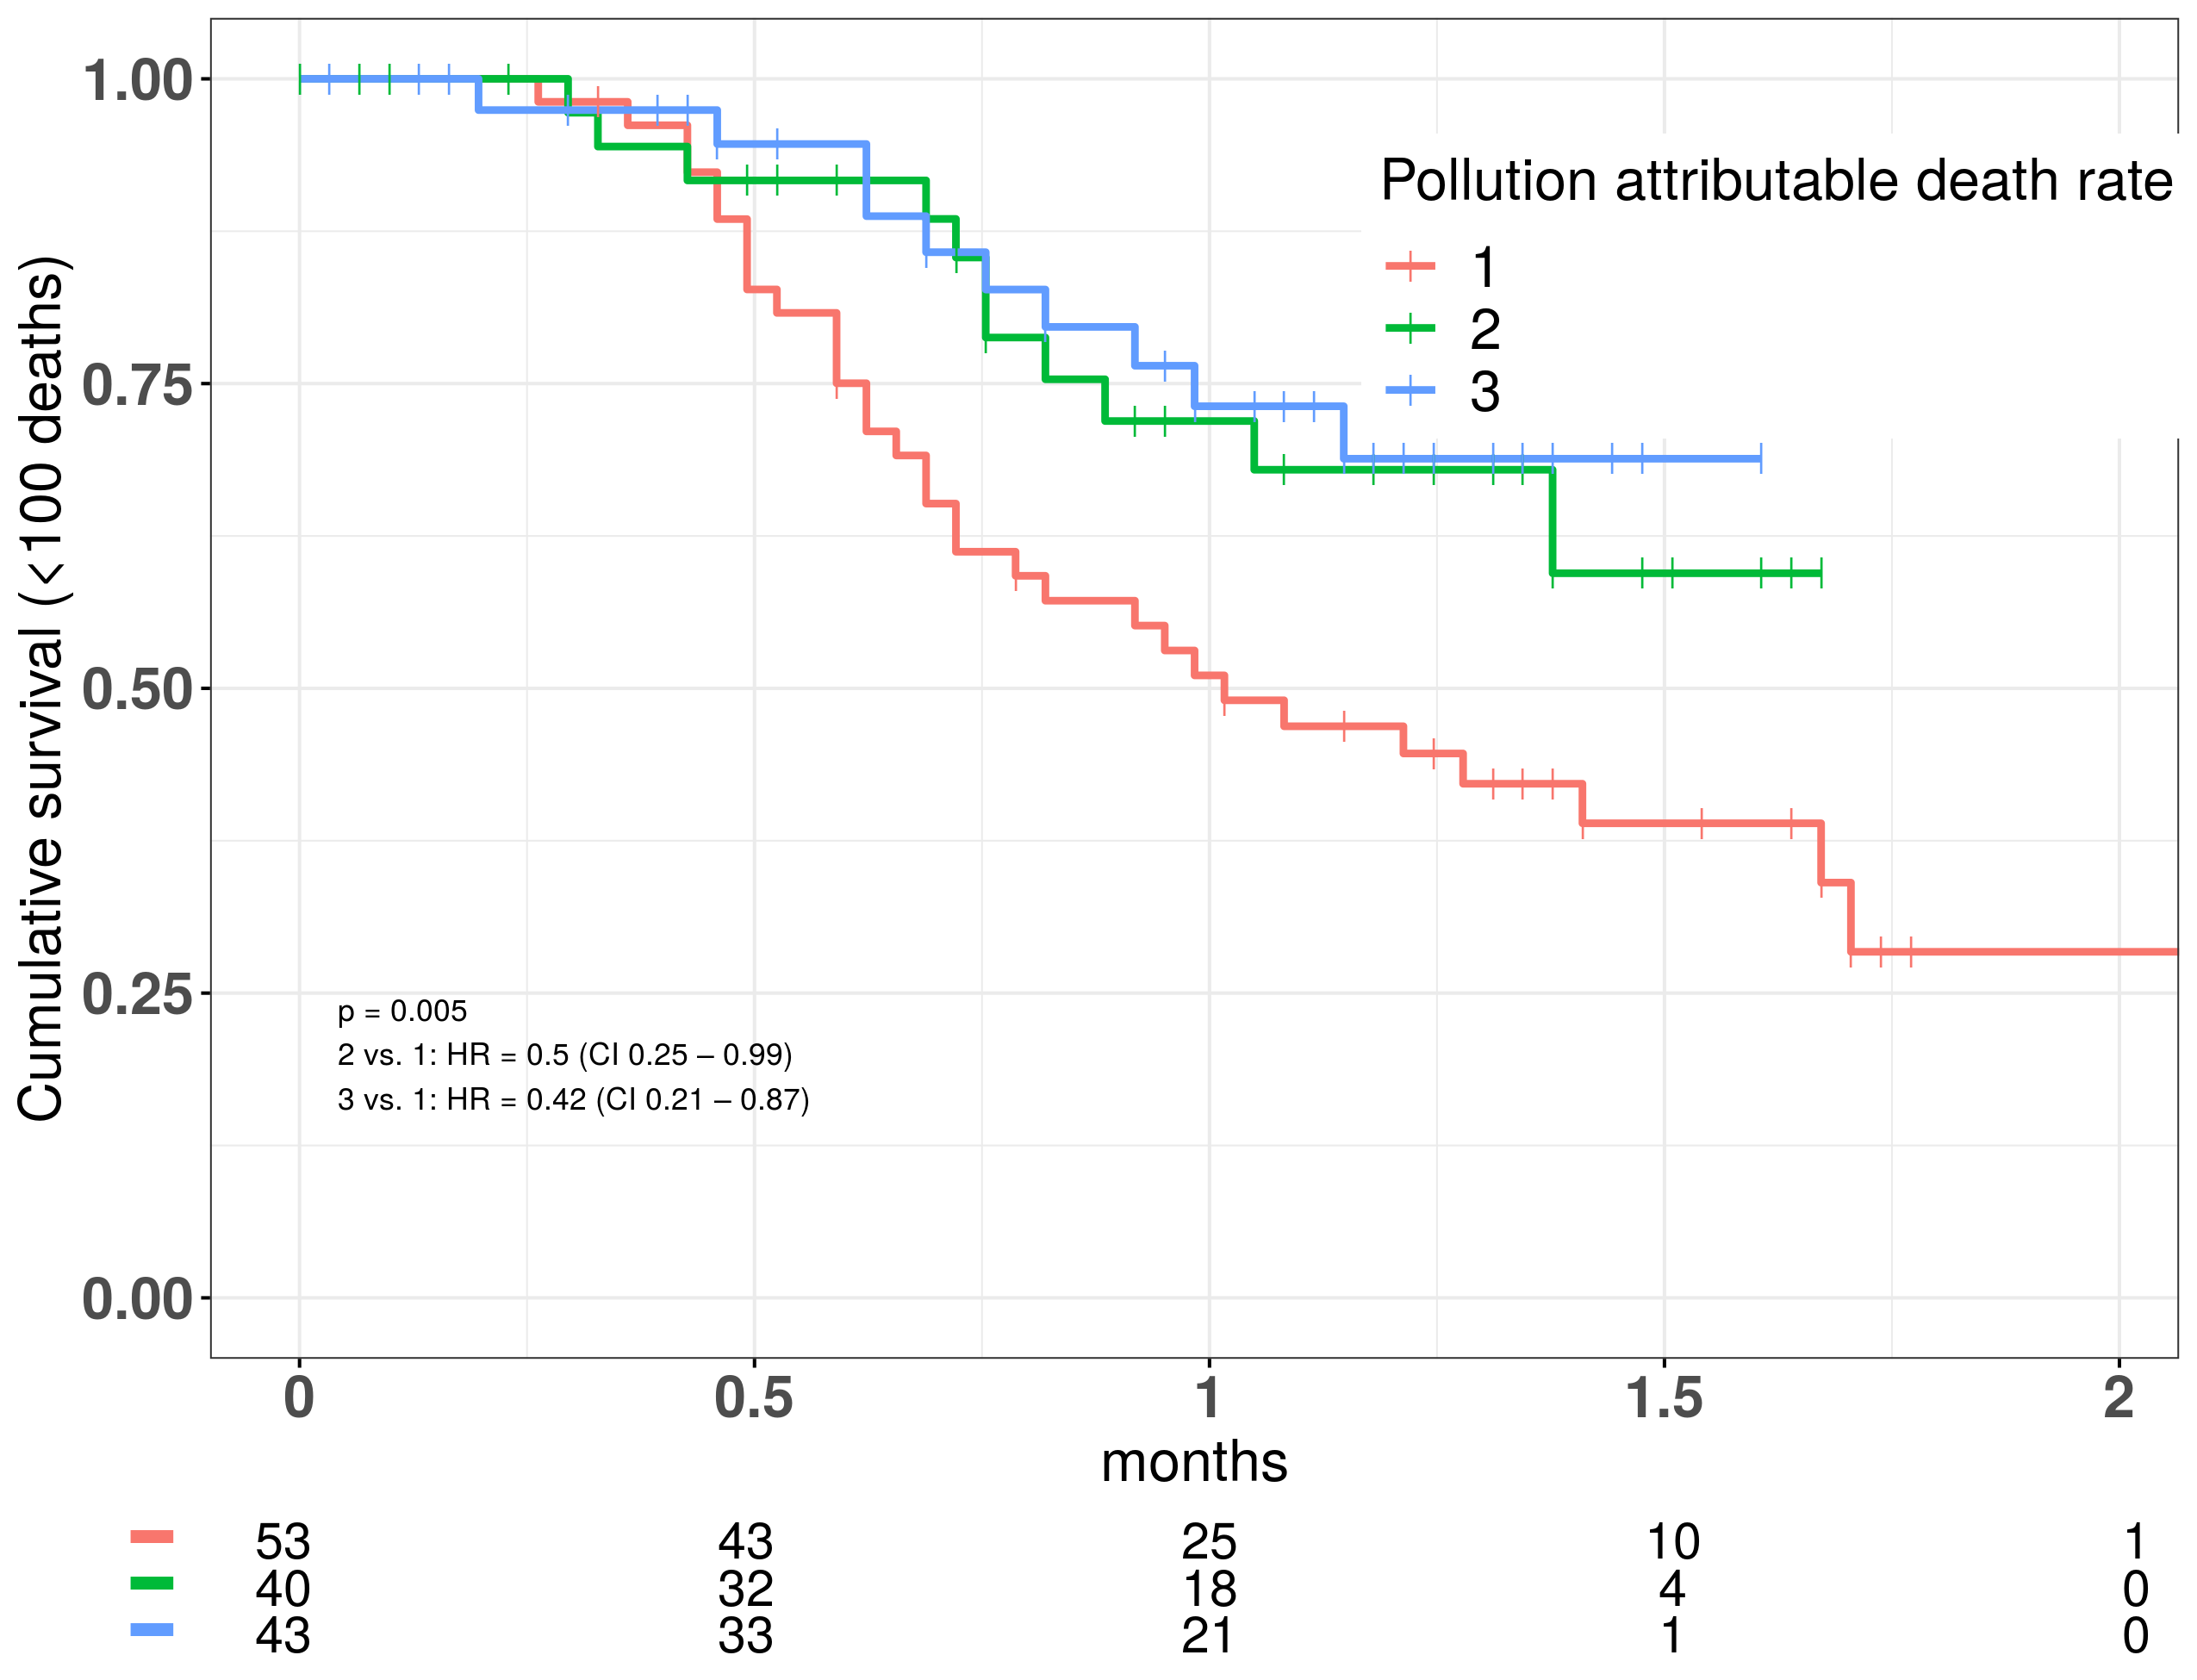 Cumulative survival (<100 deaths)
1.00
0.75
0.50
0.25
0.00
Pollution attributable death rate
1
2
3
p = 0.005
2 vs. 1: HR = 0.5 (CI 0.25 – 0.99)
3 vs. 1: HR = 0.42 (CI 0.21 – 0.87)
0 0.5 1 1.5 2
months
53 43 25 10 1
40 32 18 4 0
43 33 21 1 0